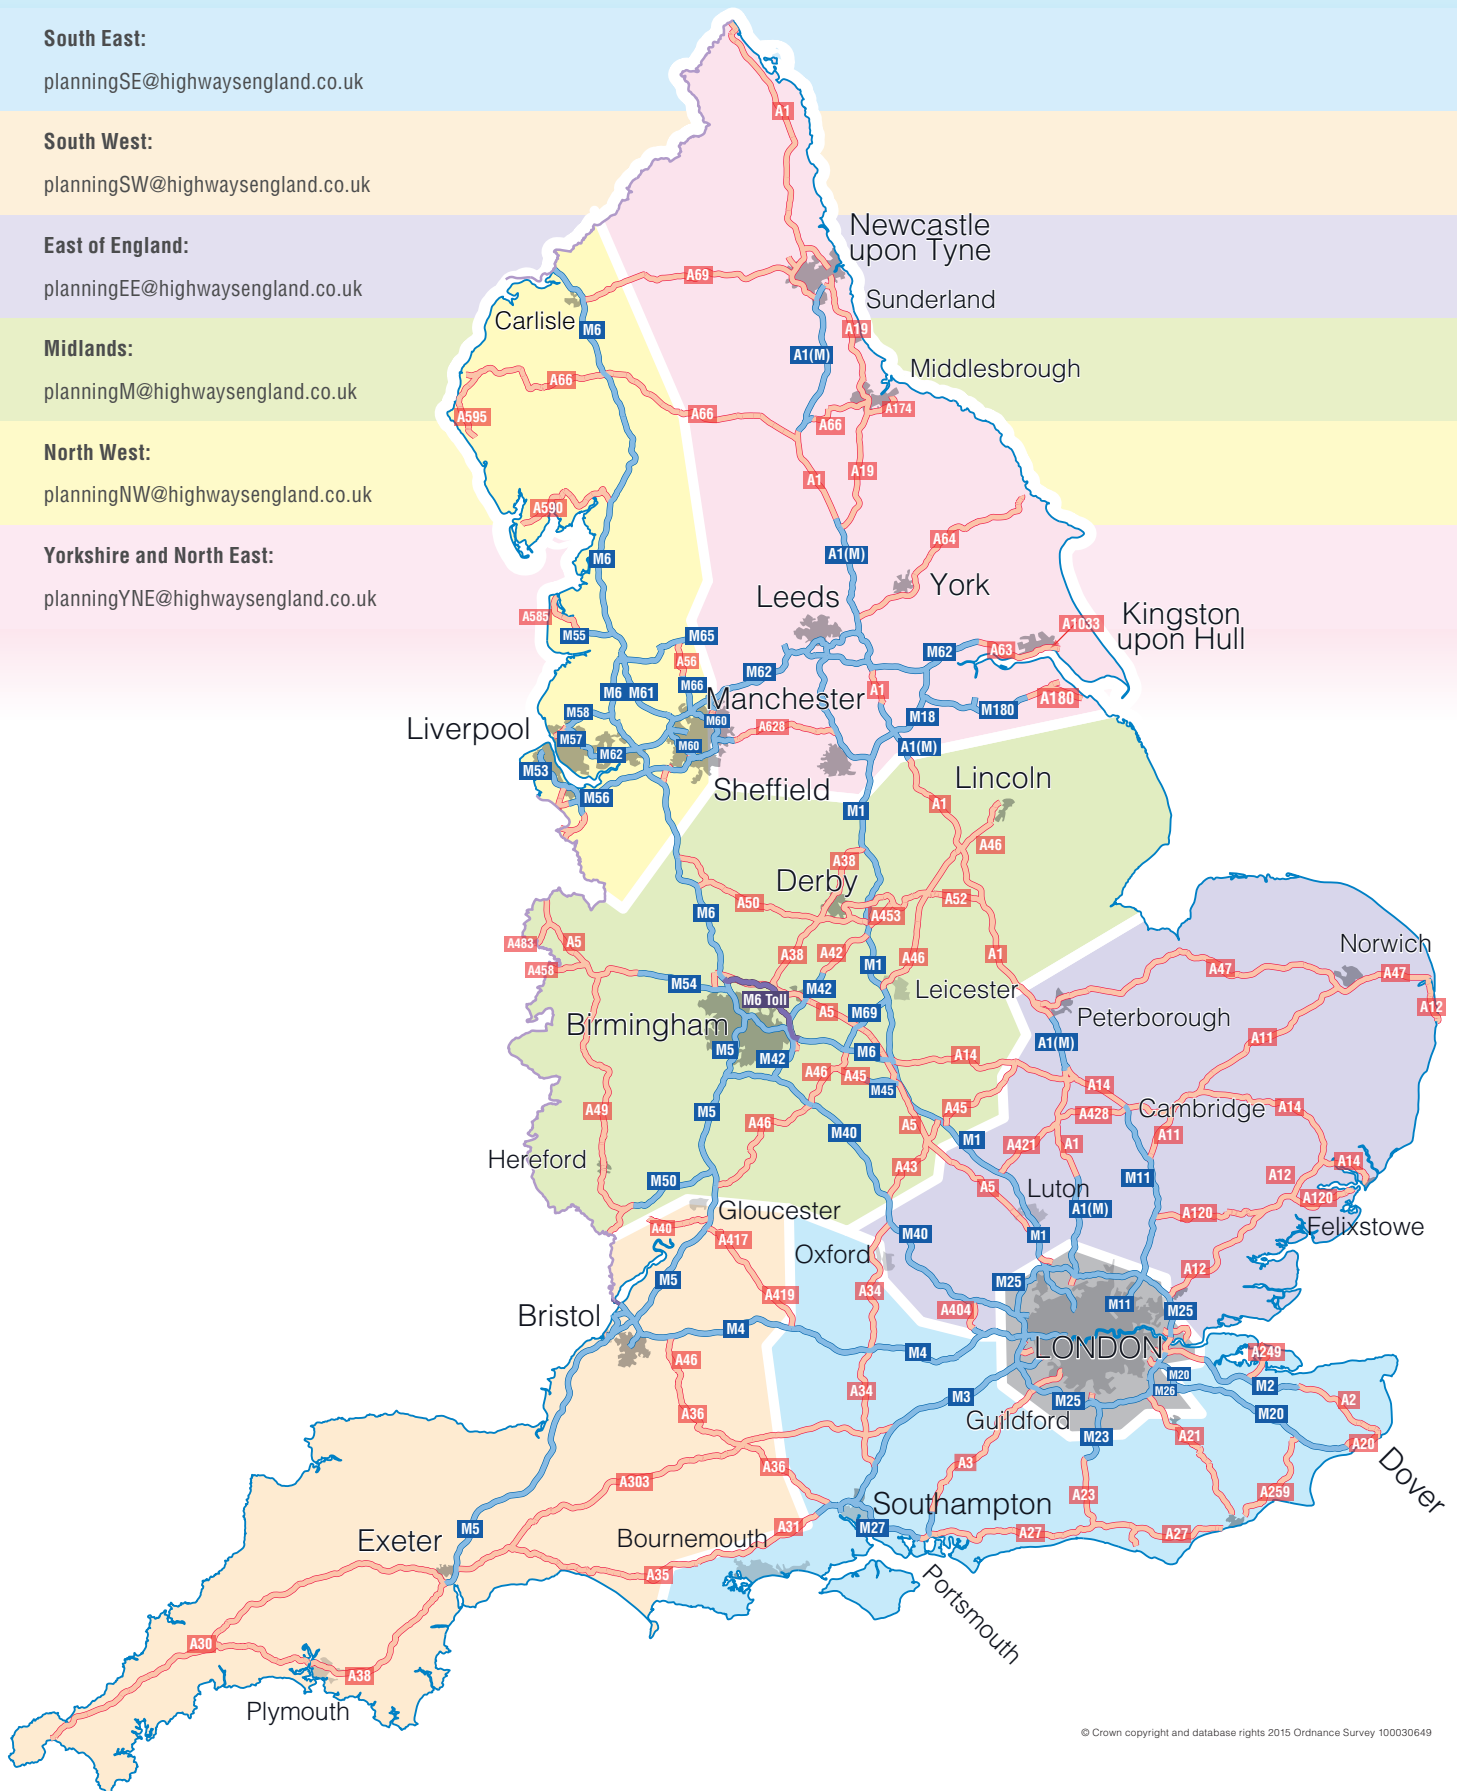 South East:
planningSE@highwaysengland.co.uk
South West:
planningSW@highwaysengland.co.uk
East of England:
planningEE@highwaysengland.co.uk
Midlands:
planningM@highwaysengland.co.uk
North West:
planningNW@highwaysengland.co.uk
Yorkshire and North East:
planningYNE@highwaysengland.co.uk
A1
Newcastle
upon Tyne
A69
Sunderland
Carlisle
M6
A19
A1(M)
Middlesbrough
A66
A595
A66
A66
A174
A1
A19
A590
A64
A1(M)
M6
York
Leeds
A585
M55
M65
A1033
Kingston
upon Hull
A56
M62
M62
A63
M66
M6
M61
A1
Manchester
A180
M58
M18
M180
M60
A628
Liverpool
M57
M62
M60
A1(M)
M53
Sheffield
Lincoln
M56
M1
A1
A46
A38
Derby
A50
A52
M6
A453
A483
A5
A38
A42
A46
A1
Norwich
A458
M1
A47
A47
M54
M42
Leicester
M6 Toll
A5
M69
A12
Birmingham
Peterborough
M5
M42
M6
A1(M)
A11
A14
A46
A45
M45
A14
A49
M5
A45
A428
Cambridge
A14
A46
M40
A5
M1
A421
A1
A11
Hereford
A43
A14
M50
A5
Luton
M11
A12
A120
Gloucester
A1(M)
A120
A40
A417
M40
M1
Felixstowe
Oxford
M5
A12
A419
A34
M25
M11
M25
Bristol
A404
M4
LONDON
A46
M4
A249
M20
M26
M2
A34
M3
M25
A2
A36
Guildford
M20
M23
A21
A20
A36
A3
Dover
A303
A23
A259
Southampton
M5
A31
M27
A27
A27
Exeter
Bournemouth
A35
Portsmouth
A30
A38
Plymouth
© Crown copyright and database rights 2015 Ordnance Survey 100030649